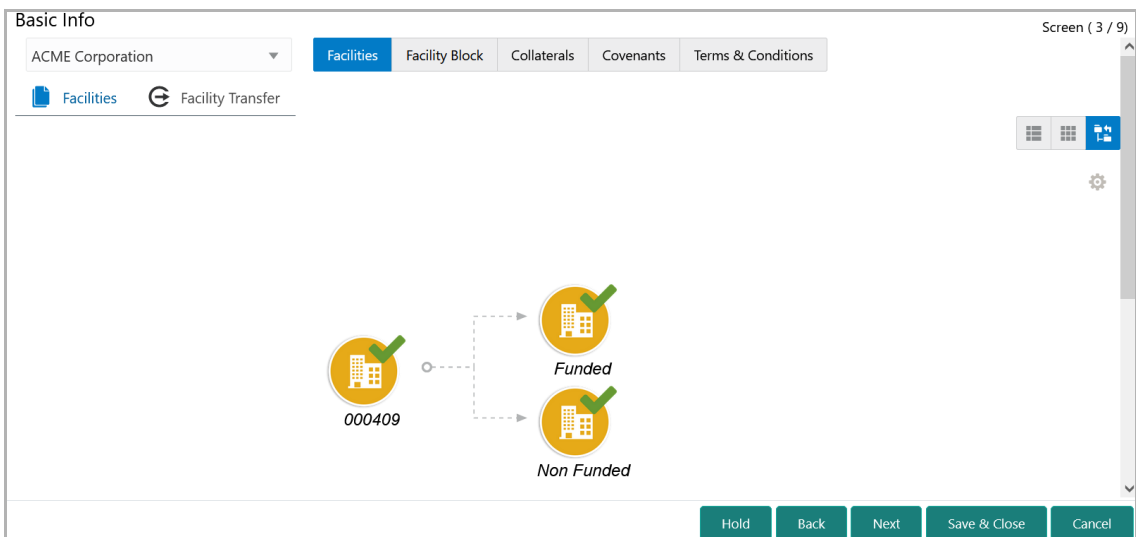 Basic Info
Screen ( 3 / 9)
ACME Corporation
Facilities Facility Block Collaterals Covenants Terms & Conditions
Facilities Facility Transfer
Funded
000409
Non Funded
Hold Back Next Save & Close Cancel